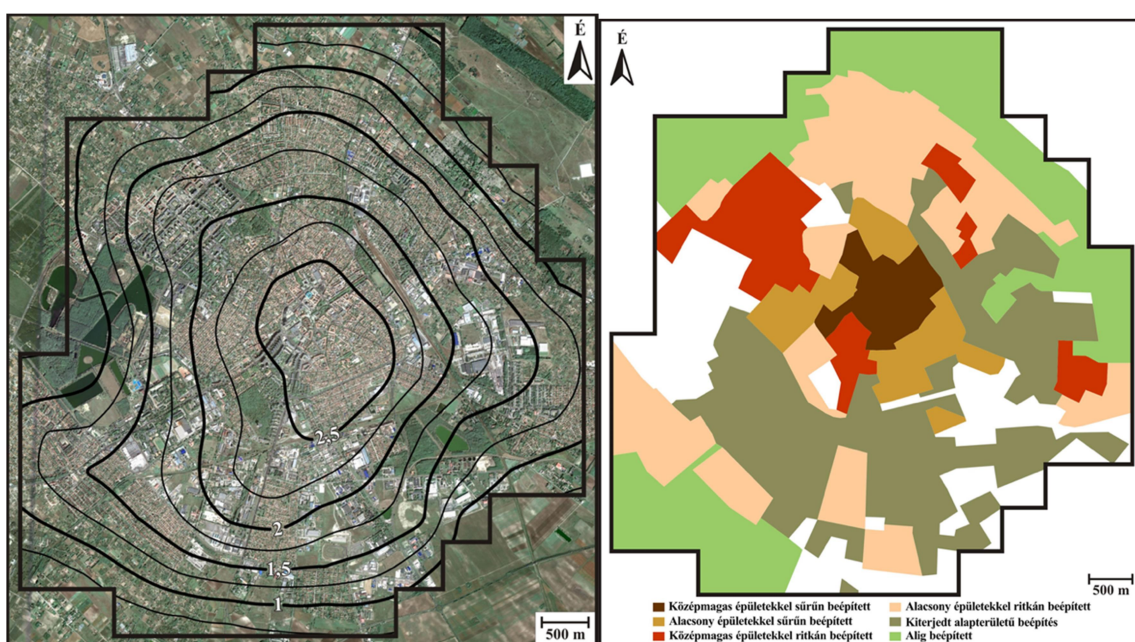 É
2,5
2
1,5
1
500 m
É
500 m
Középmagas épületekkel sűrűn beépített
Alacsony épületekkel sűrűn beépített
Középmagas épületekkel ritkán beépített
Alacsony épületekkel ritkán beépített
Kiterjedt alapterületű beépítés
Alig beépített